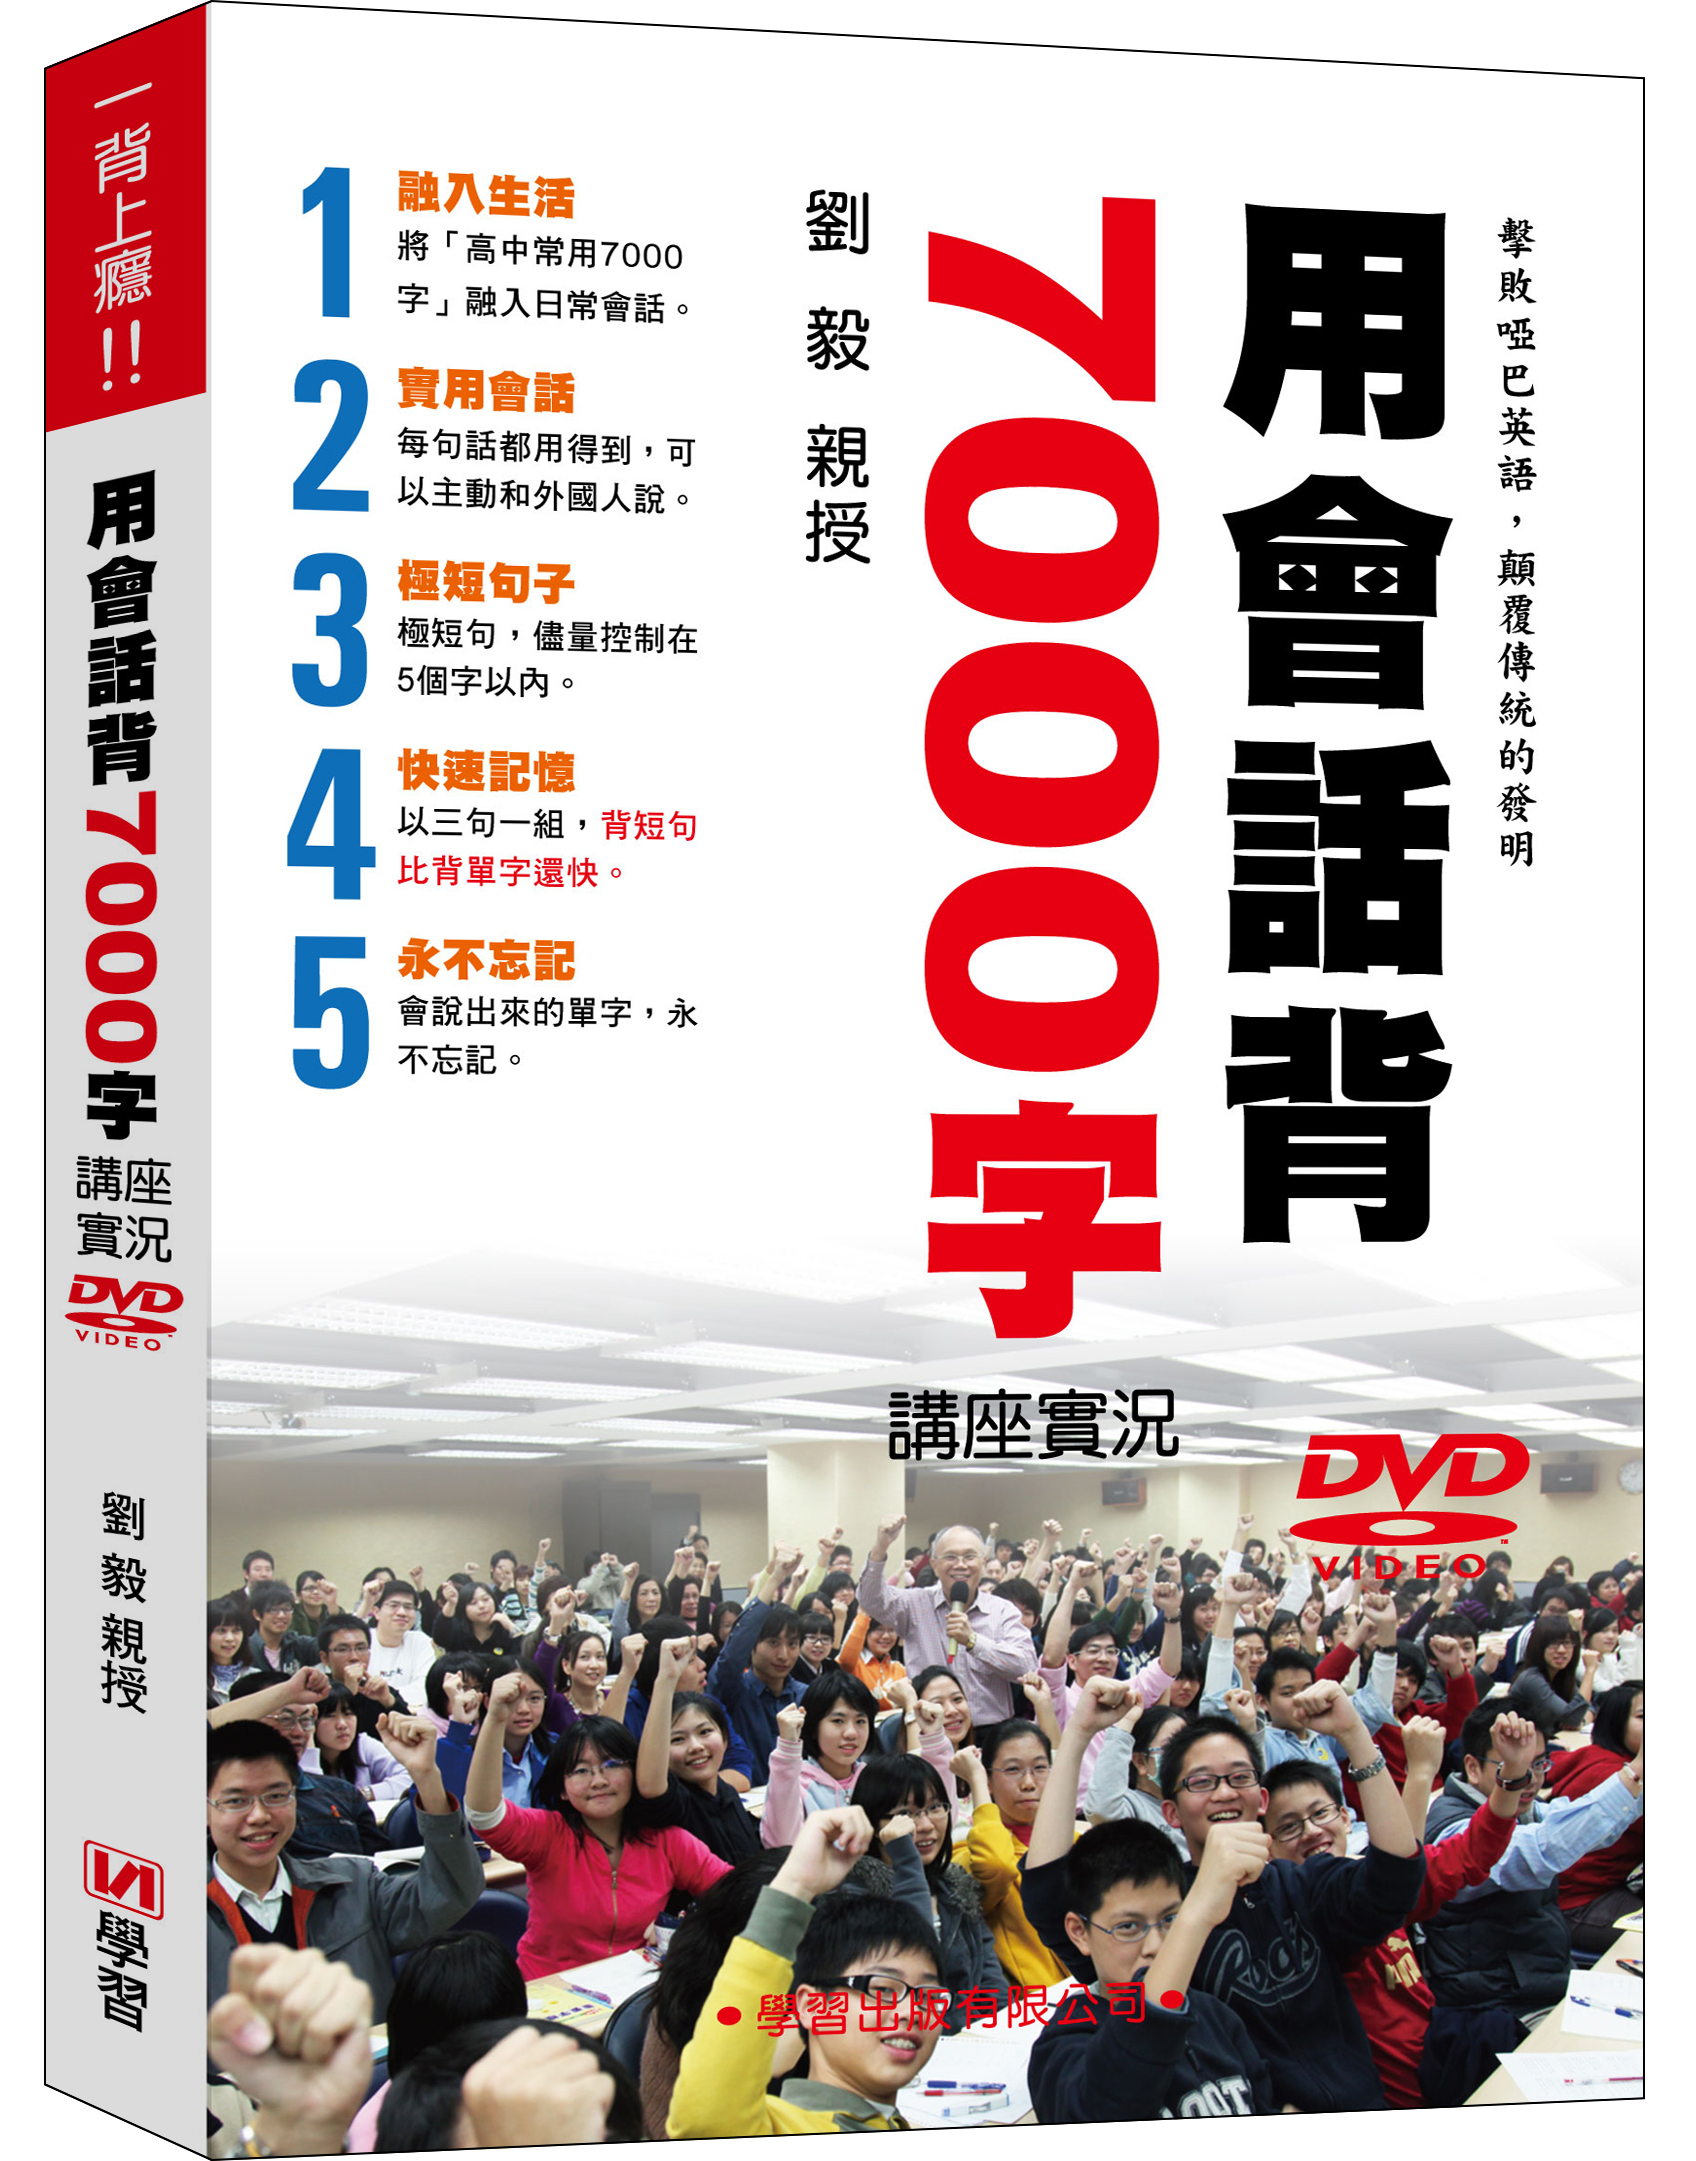 一背上癮!!
用會話背7000字
講座
實況
DVD
VIDEO
劉 毅 親授
學習
擊敗啞巴英語，顛覆傳統的發明
用會話背
7000字
劉 毅 親授
1
融入生活
將「高中常用7000
字」融入日常會話。
2
實用會話
每句話都用得到，可
以主動和外國人說。
3
極短句子
極短句，儘量控制在
5個字以內。
4
快速記憶
以三句一組，背短句
比背單字還快。
5
永不忘記
會說出來的單字，永
不忘記。
講座實況
DVD
VIDEO
●學習出版有限公司●